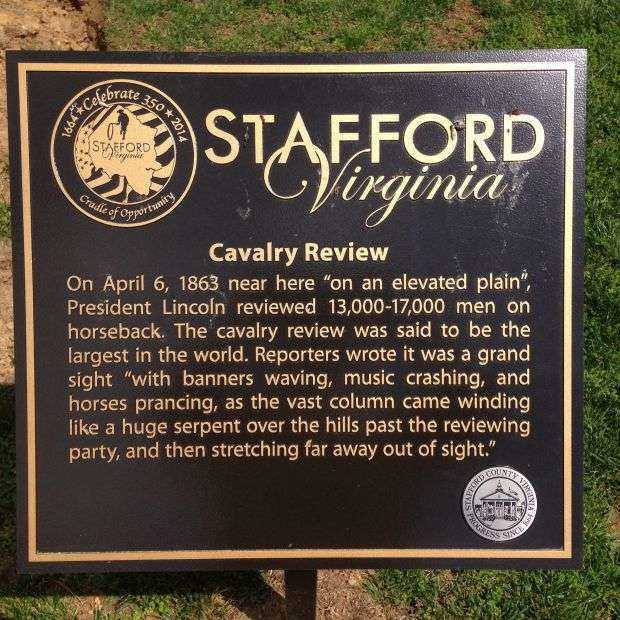 Celebrate 350
1664 ★ ★ 2014
STAFFORD
Virginia
Cradle of Opportunity
STAFFORD
Virginia
Cavalry Review
On April 6, 1863 near here “on an elevated plain”,
President Lincoln reviewed 13,000-17,000 men on
horseback. The cavalry review was said to be the
largest in the world. Reporters wrote it was a grand
sight “with banners waving, music crashing, and
horses prancing, as the vast column came winding
like a huge serpent over the hills past the reviewing
party, and then stretching far away out of sight.”
STAFFORD COUNTY VIRGINIA
PROGRESS SINCE 1664